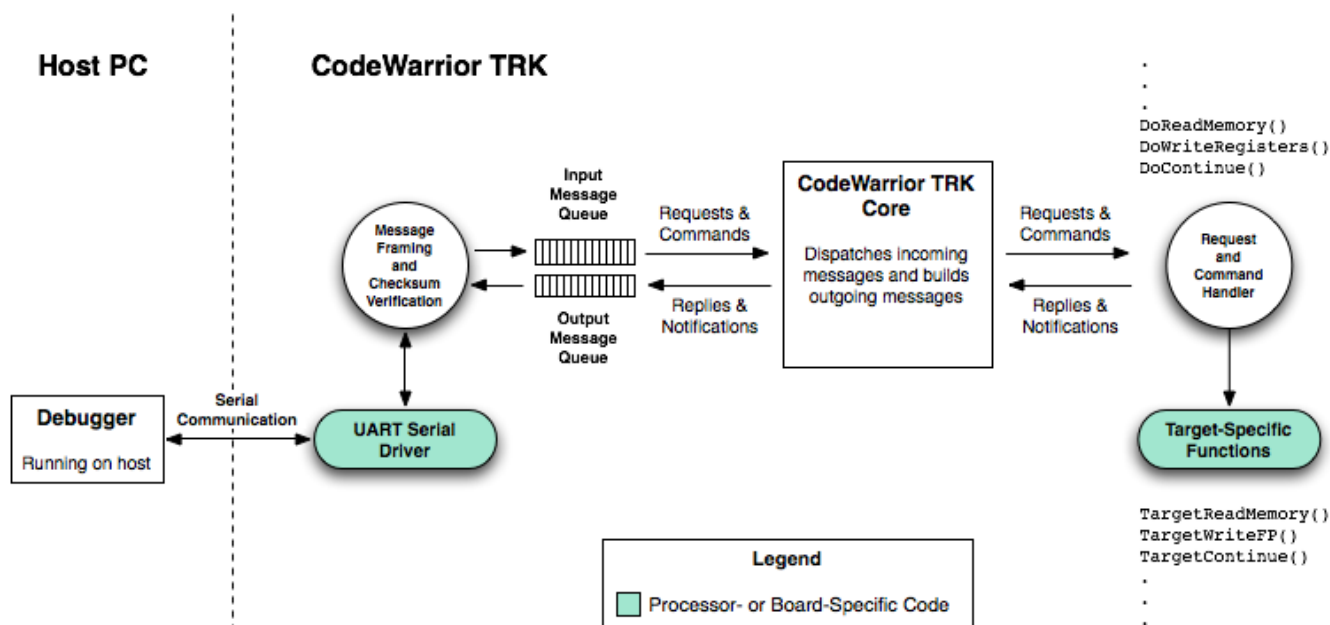 Host PC
CodeWarrior TRK
.
.
.
DoReadMemory()
DoWriteRegisters()
DoContinue()
Input
Message
Queue
Message
Framing
and
Checksum
Verification
Output
Message
Queue
Requests &
Commands
Replies &
Notifications
CodeWarrior TRK
Core
Dispatches incoming
messages and builds
outgoing messages
Requests &
Commands
Replies &
Notifications
Request
and
Command
Handler
Debugger
Running on host
Serial
Communication
UART Serial
Driver
Target-Specific
Functions
TargetReadMemory()
TargetWriteFP()
TargetContinue()
.
.
.
Legend
Processor- or Board-Specific Code